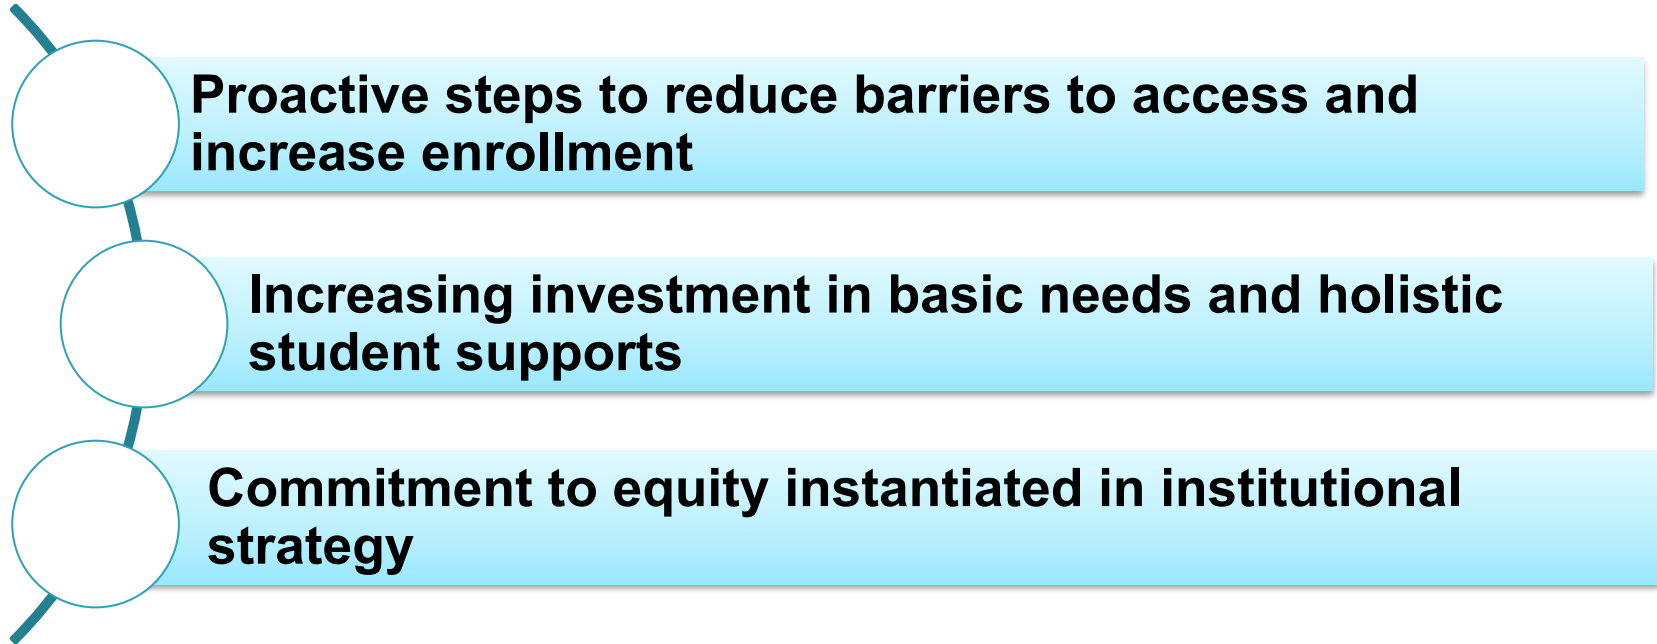 Proactive steps to reduce barriers to access and
increase enrollment
Increasing investment in basic needs and holistic
student supports
Commitment to equity instantiated in institutional
strategy